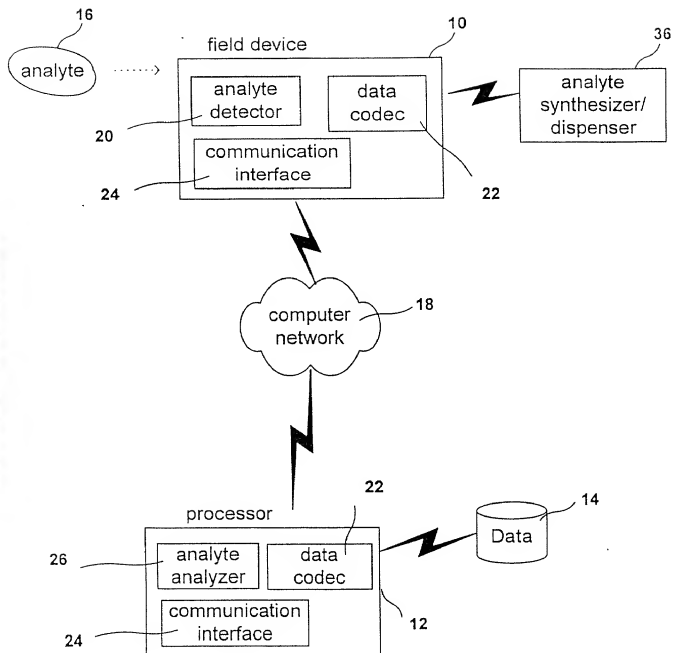 16
analyte
field device
10
36
analyte
detector
data
codec
analyte
synthesizer/
dispenser
20
communication
interface
24
22
computer
network
18
processor
22
14
Data
26
analyte
analyzer
data
codec
communication
interface
24
12